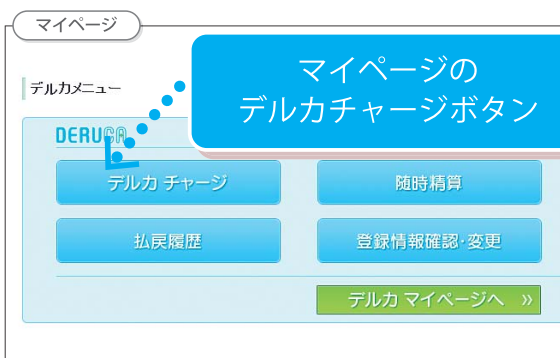 マイページ
マイページの
デルカチャージボタン
デルカメニュー
DERUCA
デルカ チャージ
随時精算
払戻履歴
登録情報確認・変更
デルカ マイページへ »